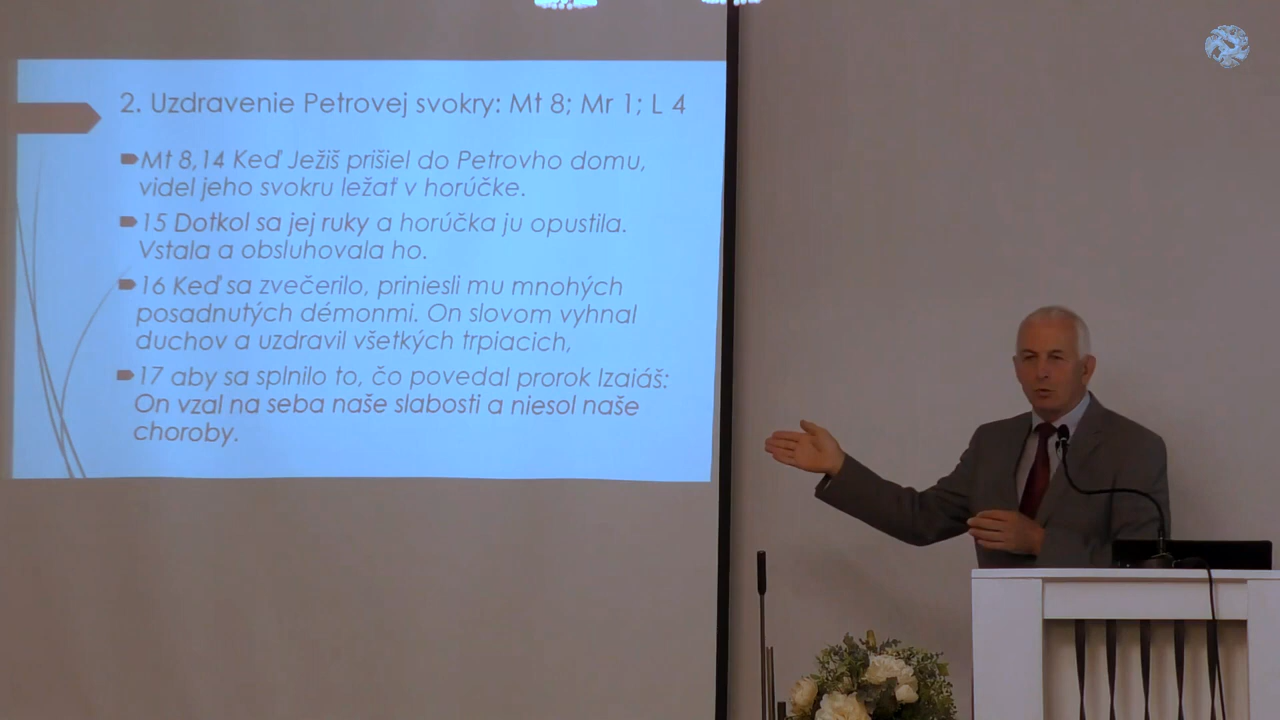 2. Uzdravenie Petrovej svokry: Mt 8; Mr 1; L 4
Mt 8,14 Keď Ježiš prišiel do Petrovho domu,
videl jeho svokru ležať v horúčke.
15 Dotkol sa jej ruky a horúčka ju opustila.
Vstala a obsluhovala ho.
16 Keď sa zvečerilo, priniesli mu mnohých
posadnutých démonmi. On slovom vyhnal
duchov a uzdravil všetkých trpiacich,
17 aby sa splnilo to, čo povedal prorok Izaiáš:
On vzal na seba naše slabosti a niesol naše
choroby.